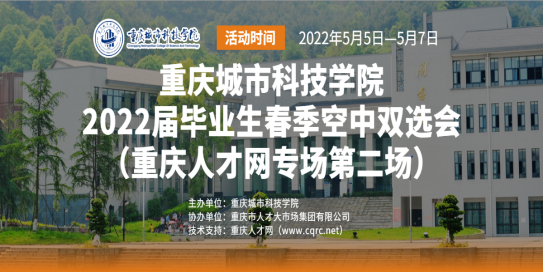 重庆城市科技学院
活动时间 2022年5月5日—5月7日
重庆城市科技学院
2022届毕业生春季空中双选会
（重庆人才网专场第二场）
主办单位：重庆城市科技学院
协办单位：重庆市人才大市场集团有限公司
技术支持：重庆人才网（www.cqrc.net）